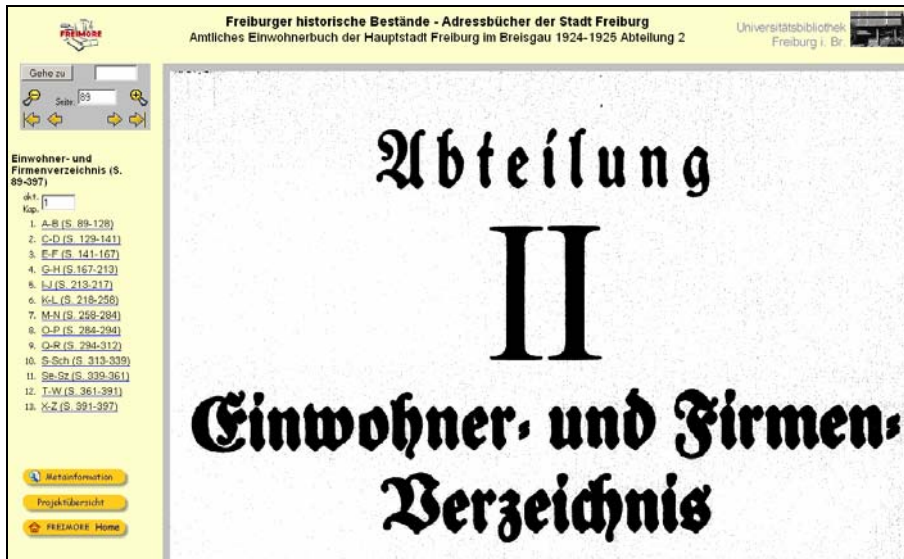 FREIMORE
Freiburger historische Bestände - Adressbücher der Stadt Freiburg
Amtliches Einwohnerbuch der Hauptstadt Freiburg im Breisgau 1924-1925 Abteilung 2
Universitätsbibliothek
Freiburg i. Br.
Gehe zu
Seite: 89
Einwohner- und
Firmenverzeichnis (S.
89-397)
akt.
Kap. 1
1. A-B (S. 89-128)
2. C-D (S. 129-141)
3. E-F (S. 141-167)
4. G-H (S.167-213)
5. I-J (S. 213-217)
6. K-L (S. 218-258)
7. M-N (S. 258-284)
8. O-P (S. 284-294)
9. Q-R (S. 294-312)
10. S-Sch (S. 313-339)
11. Se-Sz (S. 339-361)
12. T-W (S. 361-391)
13. X-Z (S. 391-397)
Metainformation
Projektübersicht
FREIMORE Home
Abteilung
II
Einwohner- und Firmen-
Verzeichnis